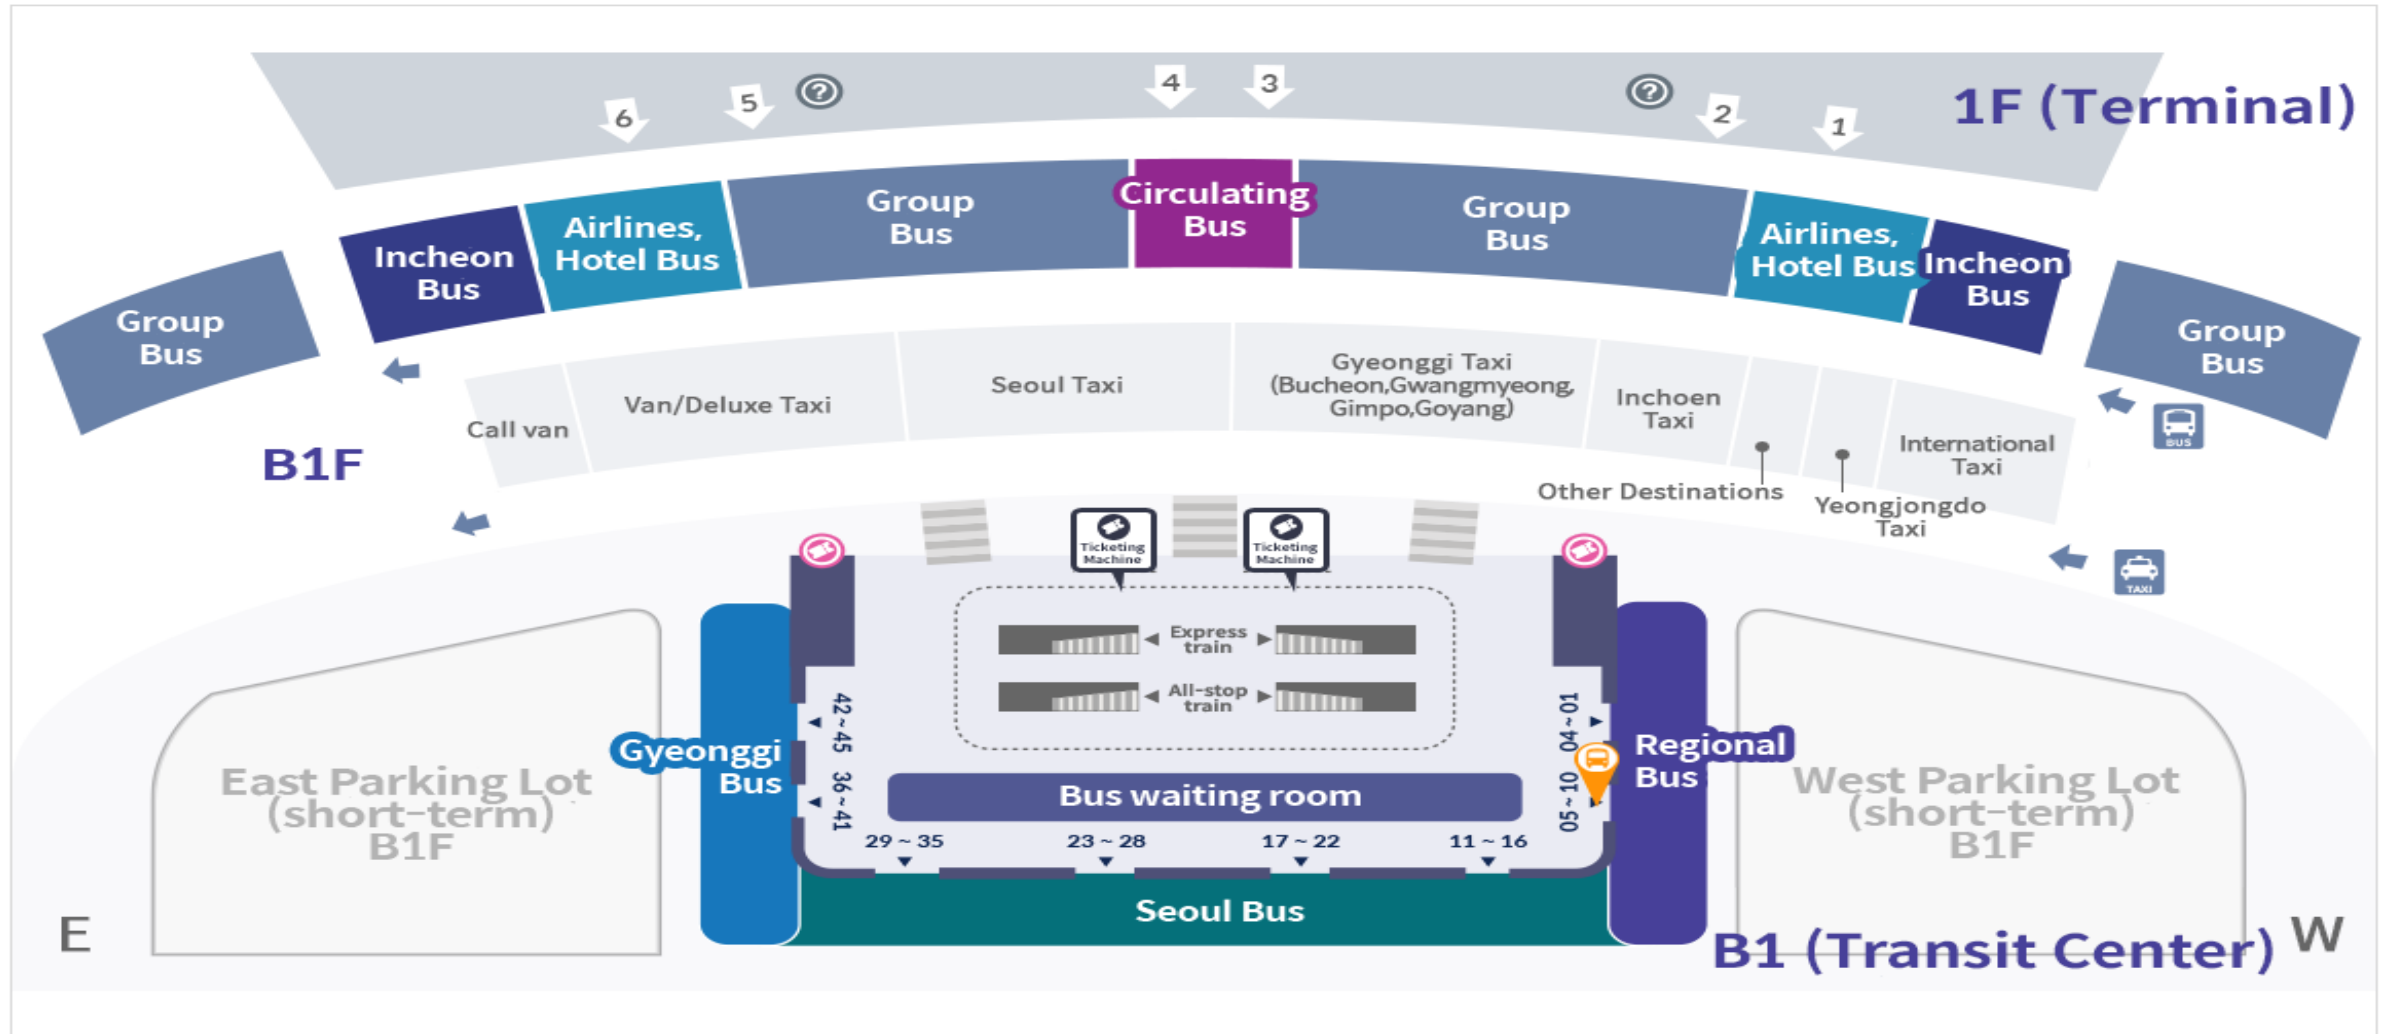 1F (Terminal)
6
5
?
4
3
?
2
1
Group
Bus
Incheon
Bus
Airlines,
Hotel Bus
Group
Bus
Circulating
Bus
Group
Bus
Airlines,
Hotel Bus
Incheon
Bus
Group
Bus
B1F
Call van
Van/Deluxe Taxi
Seoul Taxi
Gyeonggi Taxi
(Bucheon,Gwangmyeong,
Gimpo,Goyang)
Inchoen
Taxi
Other Destinations
Yeongjongdo
Taxi
International
Taxi
BUS
TAXI
Ticketing
Machine
Ticketing
Machine
Express
train
All-stop
train
42~45
36~41
04~01
05~10
Gyeonggi
Bus
Regional
Bus
Bus waiting room
29 ~ 35
23 ~ 28
17 ~ 22
11 ~ 16
Seoul Bus
East Parking Lot
(short-term)
B1F
West Parking Lot
(short-term)
B1F
E
B1 (Transit Center)
W